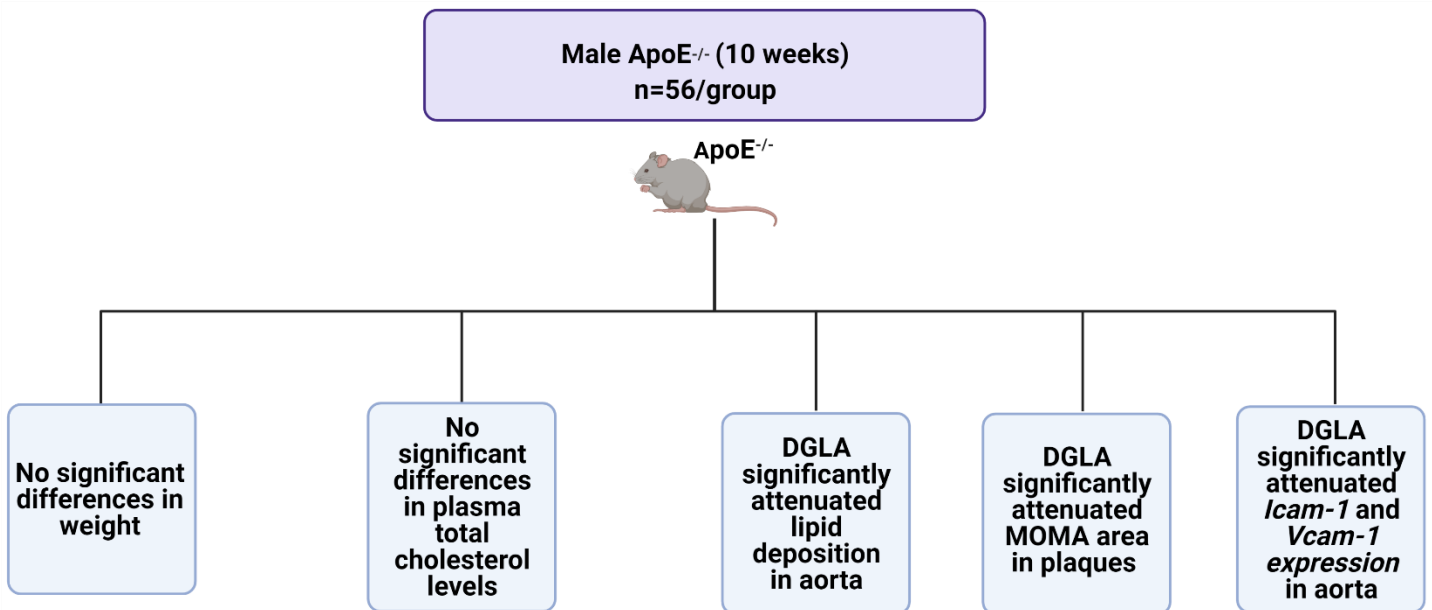 Male ApoE-/- (10 weeks)
n=56/group
ApoE-/-
No significant
differences in
weight
No
significant
differences
in plasma
total
cholesterol
levels
DGLA
significantly
attenuated
lipid
deposition
in aorta
DGLA
significantly
attenuated
MOMA area
in plaques
DGLA
significantly
attenuated
Icam-1 and
Vcam-1
expression
in aorta